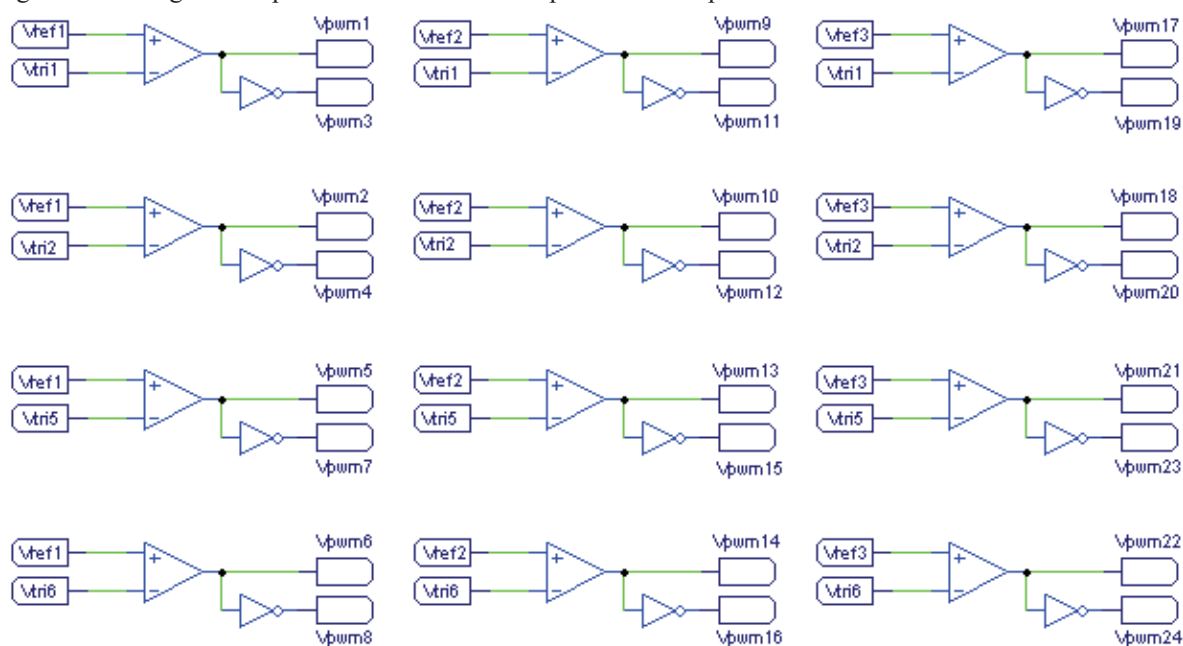 Vref1
Vtri1
+
−
Vpwm1
Vpwm3
Vref2
Vtri1
+
−
Vpwm9
Vpwm11
Vref3
Vtri1
+
−
Vpwm17
Vpwm19
Vref1
Vtri2
+
−
Vpwm2
Vpwm4
Vref2
Vtri2
+
−
Vpwm10
Vpwm12
Vref3
Vtri2
+
−
Vpwm18
Vpwm20
Vref1
Vtri5
+
−
Vpwm5
Vpwm7
Vref2
Vtri5
+
−
Vpwm13
Vpwm15
Vref3
Vtri5
+
−
Vpwm21
Vpwm23
Vref1
Vtri6
+
−
Vpwm6
Vpwm8
Vref2
Vtri6
+
−
Vpwm14
Vpwm16
Vref3
Vtri6
+
−
Vpwm22
Vpwm24